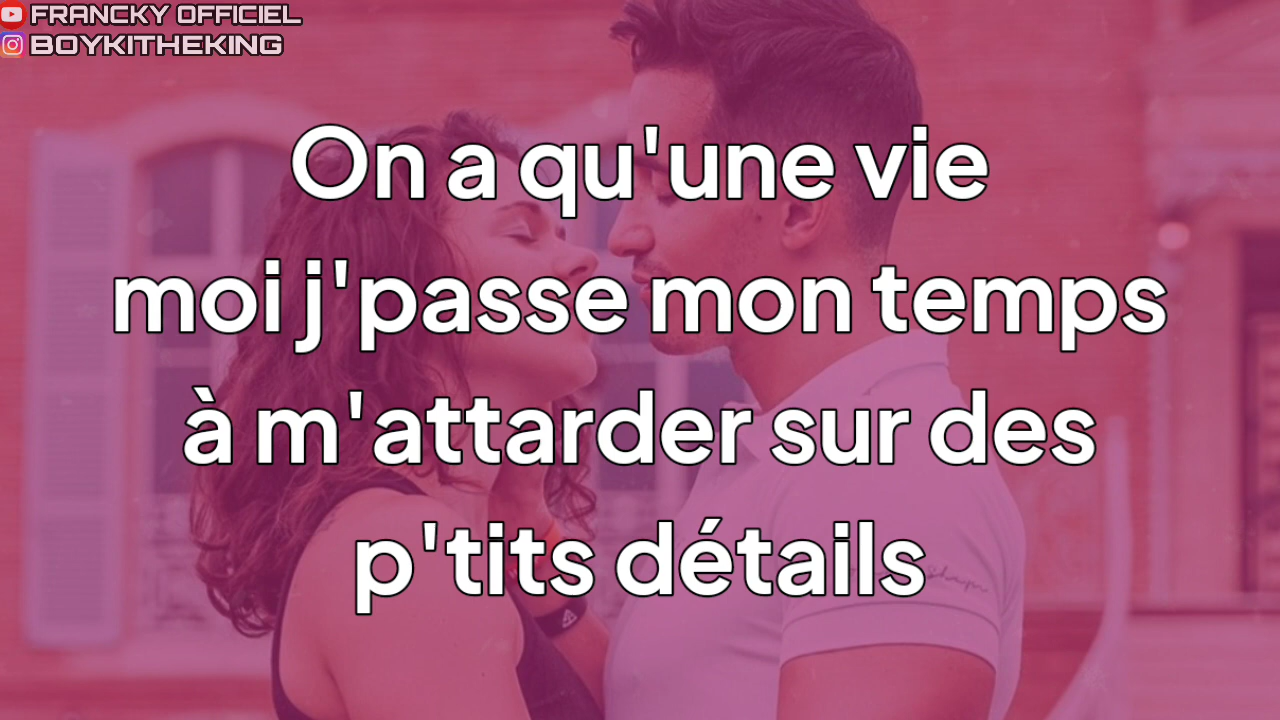 FRANCKY OFFICIEL
BOYKITHEKING
On a qu'une vie
moi j'passe mon temps
à m'attarder sur des
p'tits détails